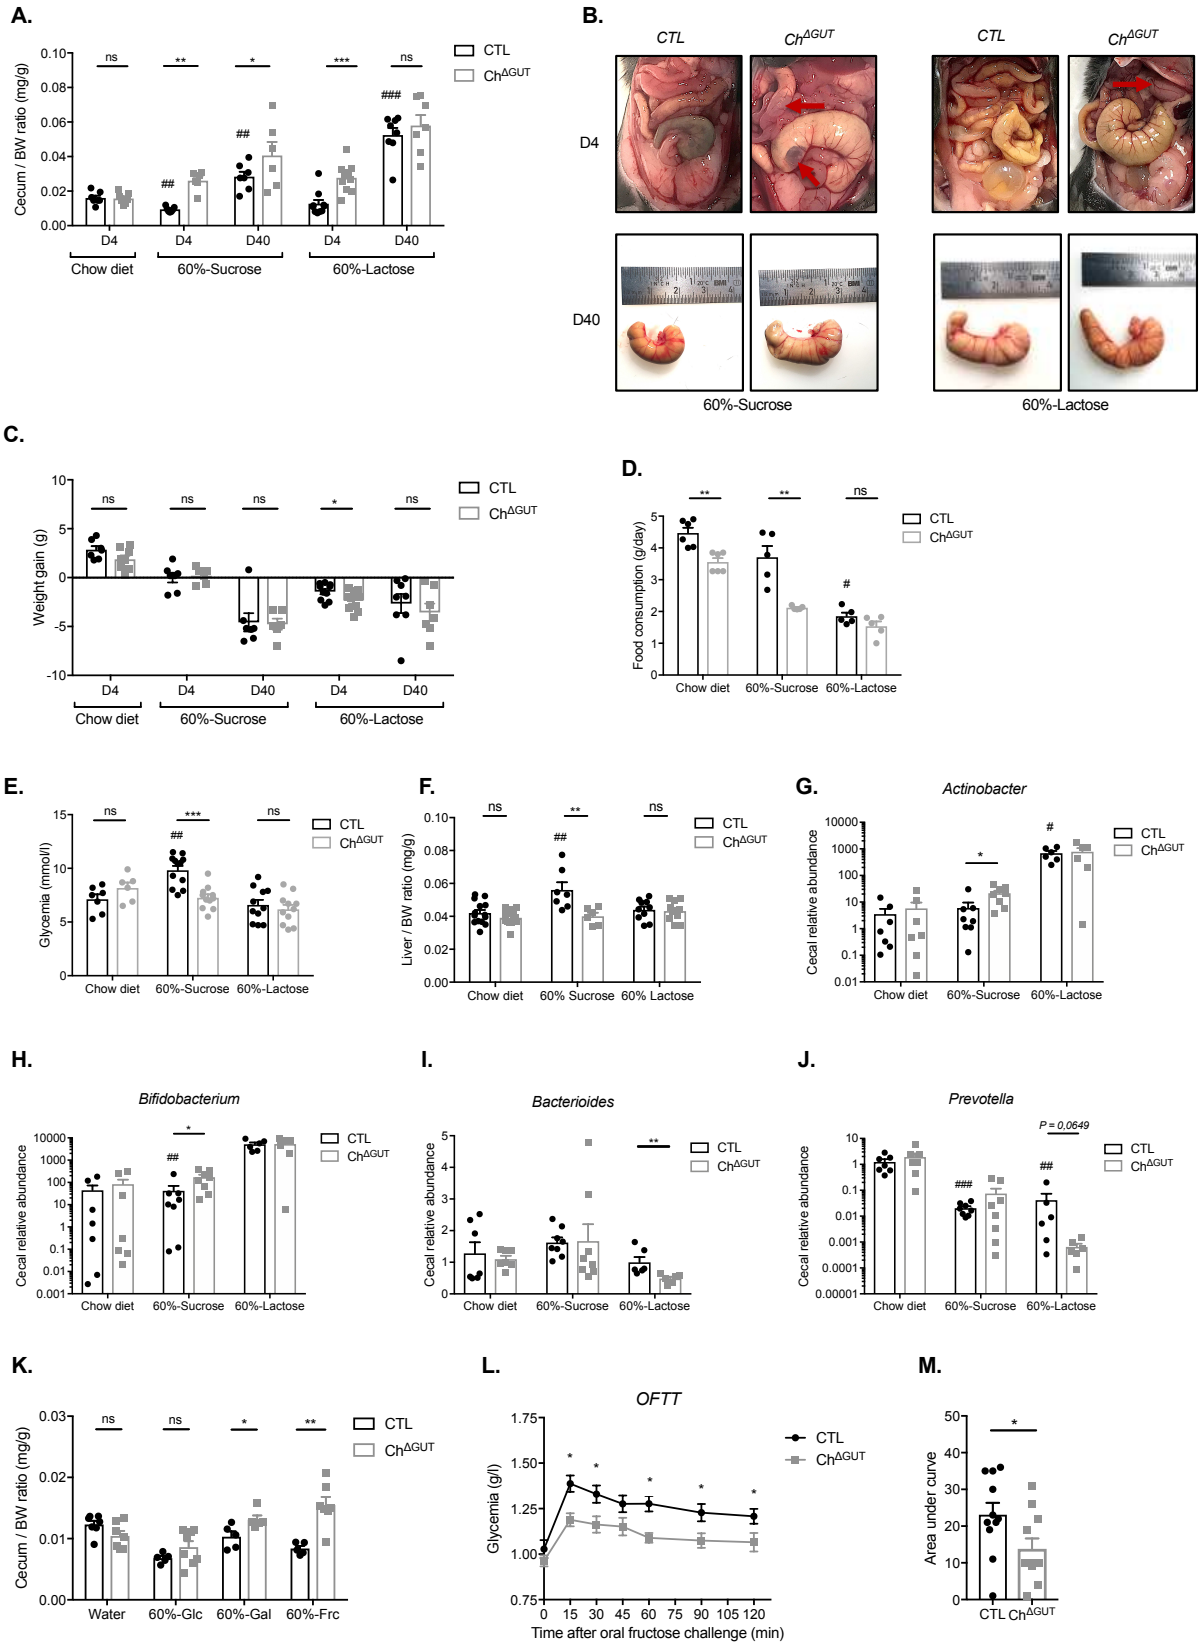 A.
Cecum / BW ratio (mg/g)
0.10
0.08
0.06
0.04
0.02
0.00
ns
**
*
***
ns
##
##
###
CTL
Ch^ΔGUT
D4
D4
D40
D4
D40
Chow diet
60%-Sucrose
60%-Lactose
B.
CTL
Ch^ΔGUT
CTL
Ch^ΔGUT
D4
D40
60%-Sucrose
60%-Lactose
C.
Weight gain (g)
10
5
0
-5
-10
ns
ns
ns
*
ns
CTL
Ch^ΔGUT
D4
D4
D40
D4
D40
Chow diet
60%-Sucrose
60%-Lactose
D.
Food consumption (g/day)
5
4
3
2
1
0
**
**
ns
#
CTL
Ch^ΔGUT
Chow diet
60%-Sucrose
60%-Lactose
E.
Glycemia (mmol/l)
15
10
5
0
ns
***
ns
##
CTL
Ch^ΔGUT
Chow diet
60%-Sucrose
60%-Lactose
F.
Liver / BW ratio (mg/g)
0.10
0.08
0.06
0.04
0.02
0.00
ns
**
ns
##
CTL
Ch^ΔGUT
Chow diet
60% Sucrose
60% Lactose
G.
Actinobacter
Cecal relative abundance
10000
1000
100
10
1
0.1
0.01
*
#
CTL
Ch^ΔGUT
Chow diet
60%-Sucrose
60%-Lactose
H.
Bifidobacterium
Cecal relative abundance
10000
1000
100
10
1
0.1
0.01
0.001
*
##
CTL
Ch^ΔGUT
Chow diet
60%-Sucrose
60%-Lactose
I.
Bacterioides
Cecal relative abundance
5
4
3
2
1
0
**
CTL
Ch^ΔGUT
Chow diet
60%-Sucrose
60%-Lactose
J.
Prevotella
Cecal relative abundance
10
1
0.1
0.01
0.001
0.0001
0.00001
P = 0,0649
###
##
CTL
Ch^ΔGUT
Chow diet
60%-Sucrose
60%-Lactose
K.
Cecum / BW ratio (mg/g)
0.03
0.02
0.01
0.00
ns
ns
*
**
CTL
Ch^ΔGUT
Water
60%-Glc
60%-Gal
60%-Frc
L.
OFTT
Glycemia (g/l)
1.75
1.50
1.25
1.00
0.75
*
*
*
*
*
CTL
Ch^ΔGUT
0 15 30 45 60 90 105 120
Time after oral fructose challenge (min)
M.
Area under curve
50
40
30
20
10
0
*
CTL Ch^ΔGUT